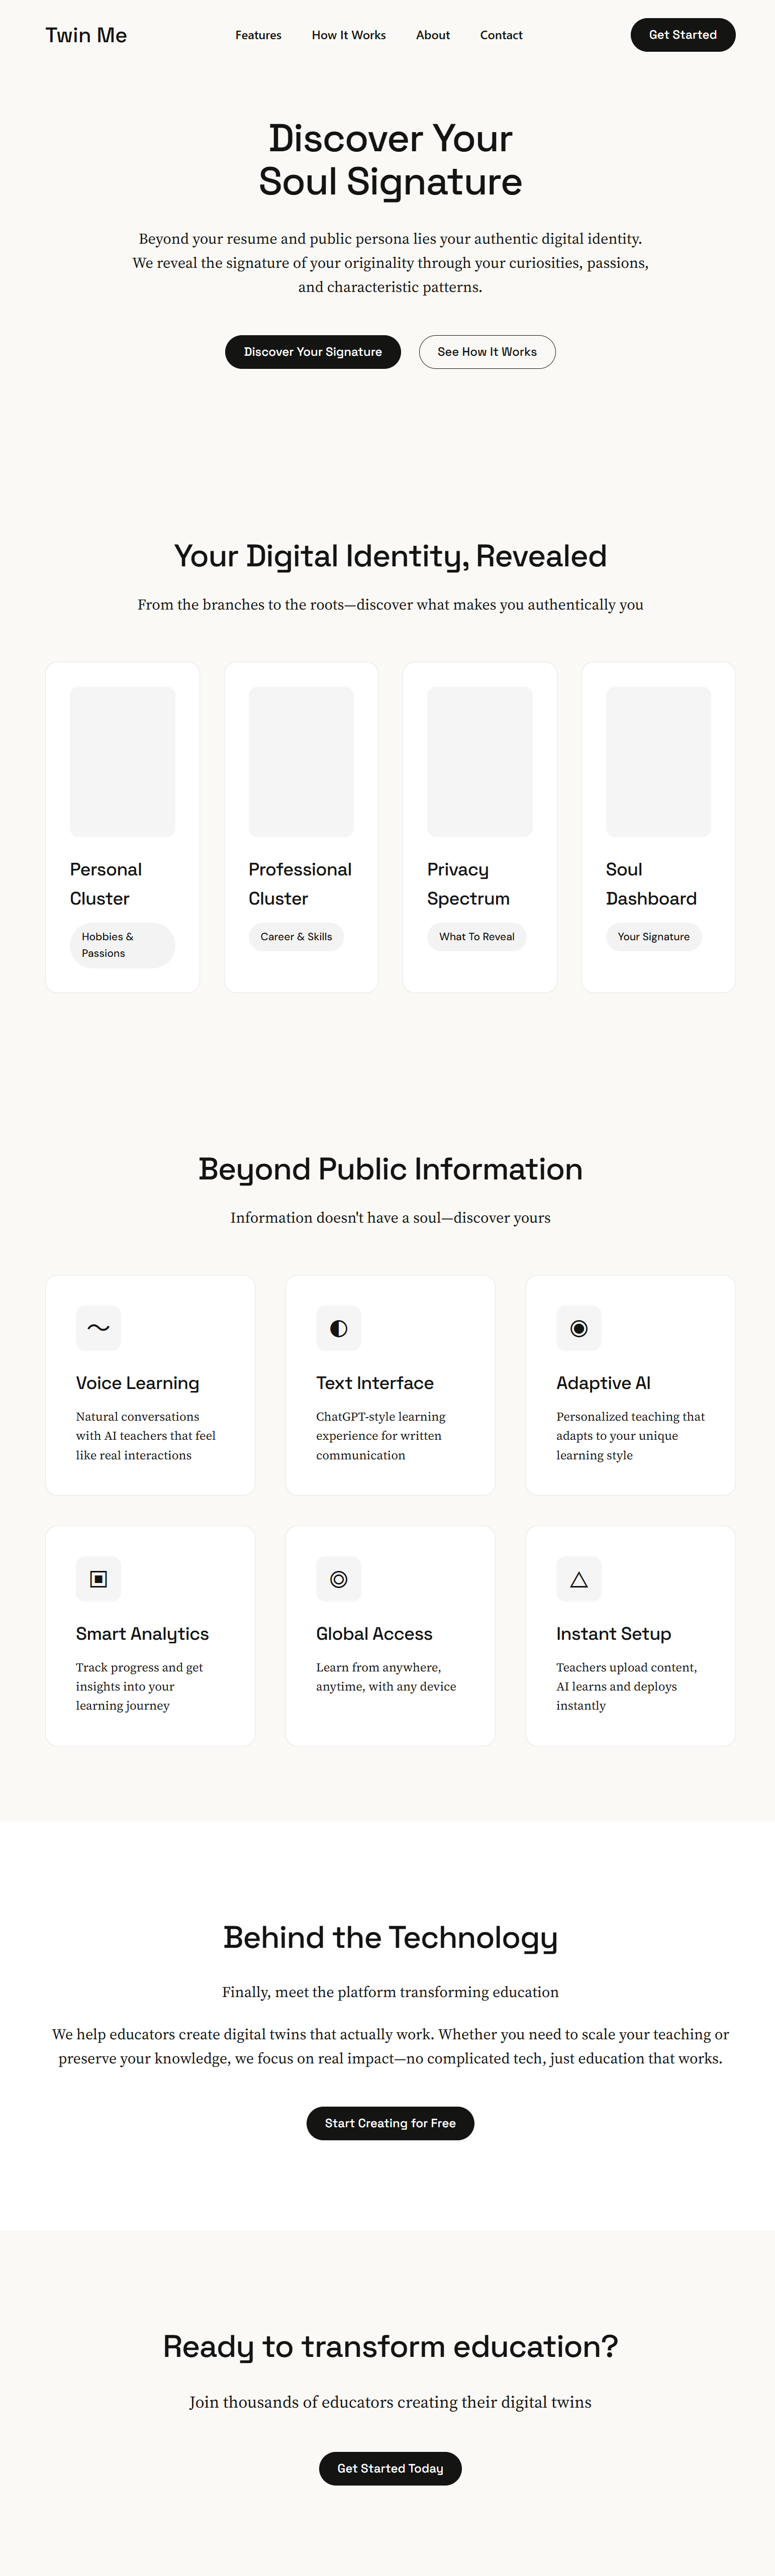 Twin Me
Features
How It Works
About
Contact
Get Started
Discover Your
Soul Signature
Beyond your resume and public persona lies your authentic digital identity.
We reveal the signature of your originality through your curiosities, passions,
and characteristic patterns.
Discover Your Signature
See How It Works
Your Digital Identity, Revealed
From the branches to the roots—discover what makes you authentically you
Personal
Cluster
Hobbies &
Passions
Professional
Cluster
Career & Skills
Privacy
Spectrum
What To Reveal
Soul
Dashboard
Your Signature
Beyond Public Information
Information doesn't have a soul—discover yours
Voice Learning
Natural conversations
with AI teachers that feel
like real interactions
Text Interface
ChatGPT-style learning
experience for written
communication
Adaptive AI
Personalized teaching that
adapts to your unique
learning style
Smart Analytics
Track progress and get
insights into your
learning journey
Global Access
Learn from anywhere,
anytime, with any device
Instant Setup
Teachers upload content,
AI learns and deploys
instantly
Behind the Technology
Finally, meet the platform transforming education
We help educators create digital twins that actually work. Whether you need to scale your teaching or
preserve your knowledge, we focus on real impact—no complicated tech, just education that works.
Start Creating for Free
Ready to transform education?
Join thousands of educators creating their digital twins
Get Started Today